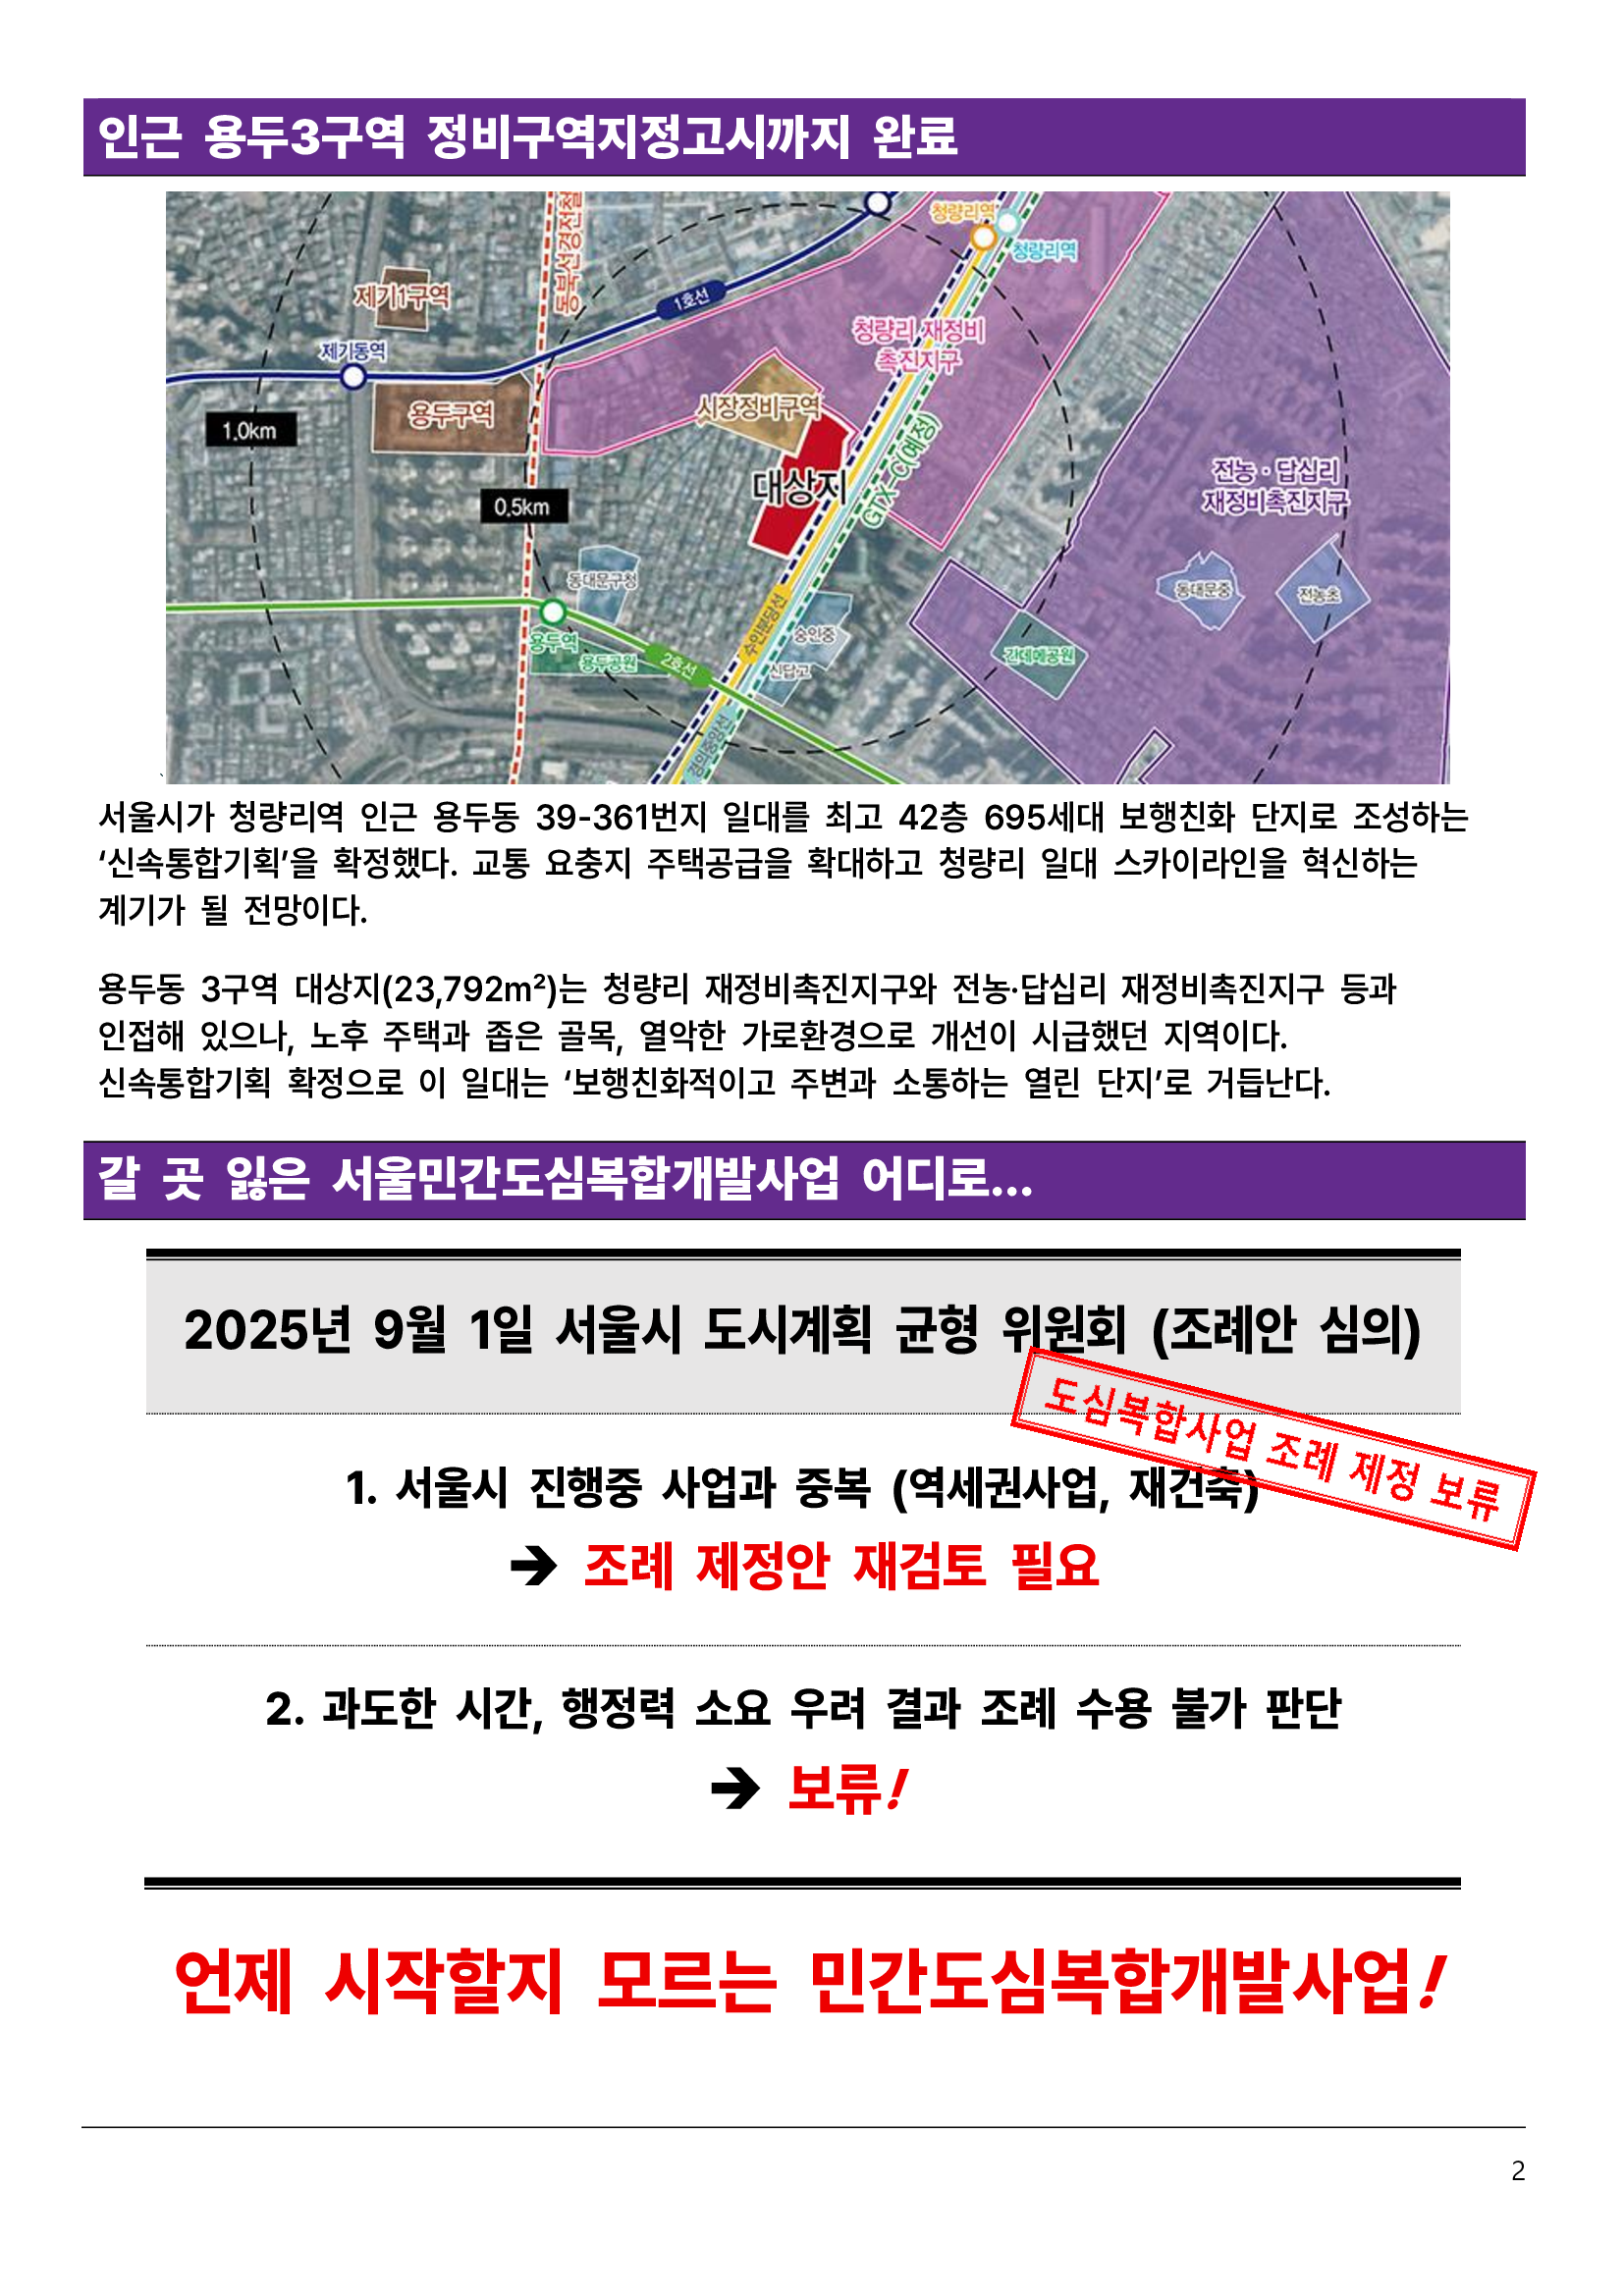 인근 용두3구역 정비구역지정고시까지 완료
동북선경전철
청량리역
청량리역
제기1구역
1호선
청량리 재정비
촉진지구
제기동역
용두구역
시장정비구역
1.0km
대상지
GTX-C(예정)
전농·답십리
재정비촉진지구
0.5km
동대문구청
동대문중
전농초
용두역
용두공원
2호선
수인분당선
숭인중
신답고
간데메공원
경의중앙선
서울시가 청량리역 인근 용두동 39-361번지 일대를 최고 42층 695세대 보행친화 단지로 조성하는
‘신속통합기획’을 확정했다. 교통 요충지 주택공급을 확대하고 청량리 일대 스카이라인을 혁신하는
계기가 될 전망이다.
용두동 3구역 대상지(23,792m²)는 청량리 재정비촉진지구와 전농·답십리 재정비촉진지구 등과
인접해 있으나, 노후 주택과 좁은 골목, 열악한 가로환경으로 개선이 시급했던 지역이다.
신속통합기획 확정으로 이 일대는 ‘보행친화적이고 주변과 소통하는 열린 단지’로 거듭난다.
갈 곳 잃은 서울민간도심복합개발사업 어디로...
2025년 9월 1일 서울시 도시계획 균형 위원회 (조례안 심의)
도심복합사업 조례 제정 보류
1. 서울시 진행중 사업과 중복 (역세권사업, 재건축)
➔ 조례 제정안 재검토 필요
2. 과도한 시간, 행정력 소요 우려 결과 조례 수용 불가 판단
➔ 보류!
언제 시작할지 모르는 민간도심복합개발사업!
2